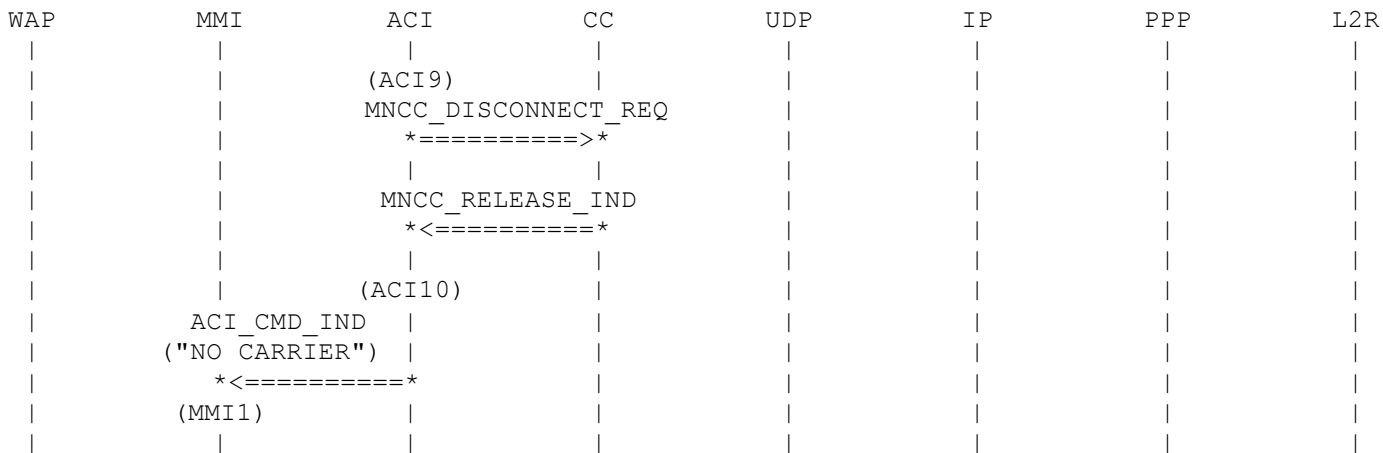 WAP MMI ACI CC UDP IP PPP L2R
| | | | | | | |
| | (ACI9) | | | | |
| | MNCC_DISCONNECT_REQ | | | |
| | *==========>* | | | |
| | | | | | | |
| | MNCC_RELEASE_IND | | | |
| | *<==========* | | | |
| | | | | | | |
| | (ACI10) | | | | |
| ACI_CMD_IND | | | | | |
| ("NO CARRIER") | | | | | |
| *<==========* | | | | |
| (MMI1) | | | | | |
| | | | | | | |